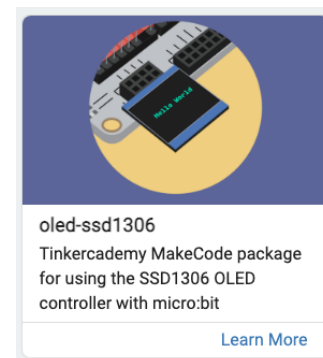 Hello World
oled-ssd1306
Tinkercademy MakeCode package
for using the SSD1306 OLED
controller with micro:bit
Learn More